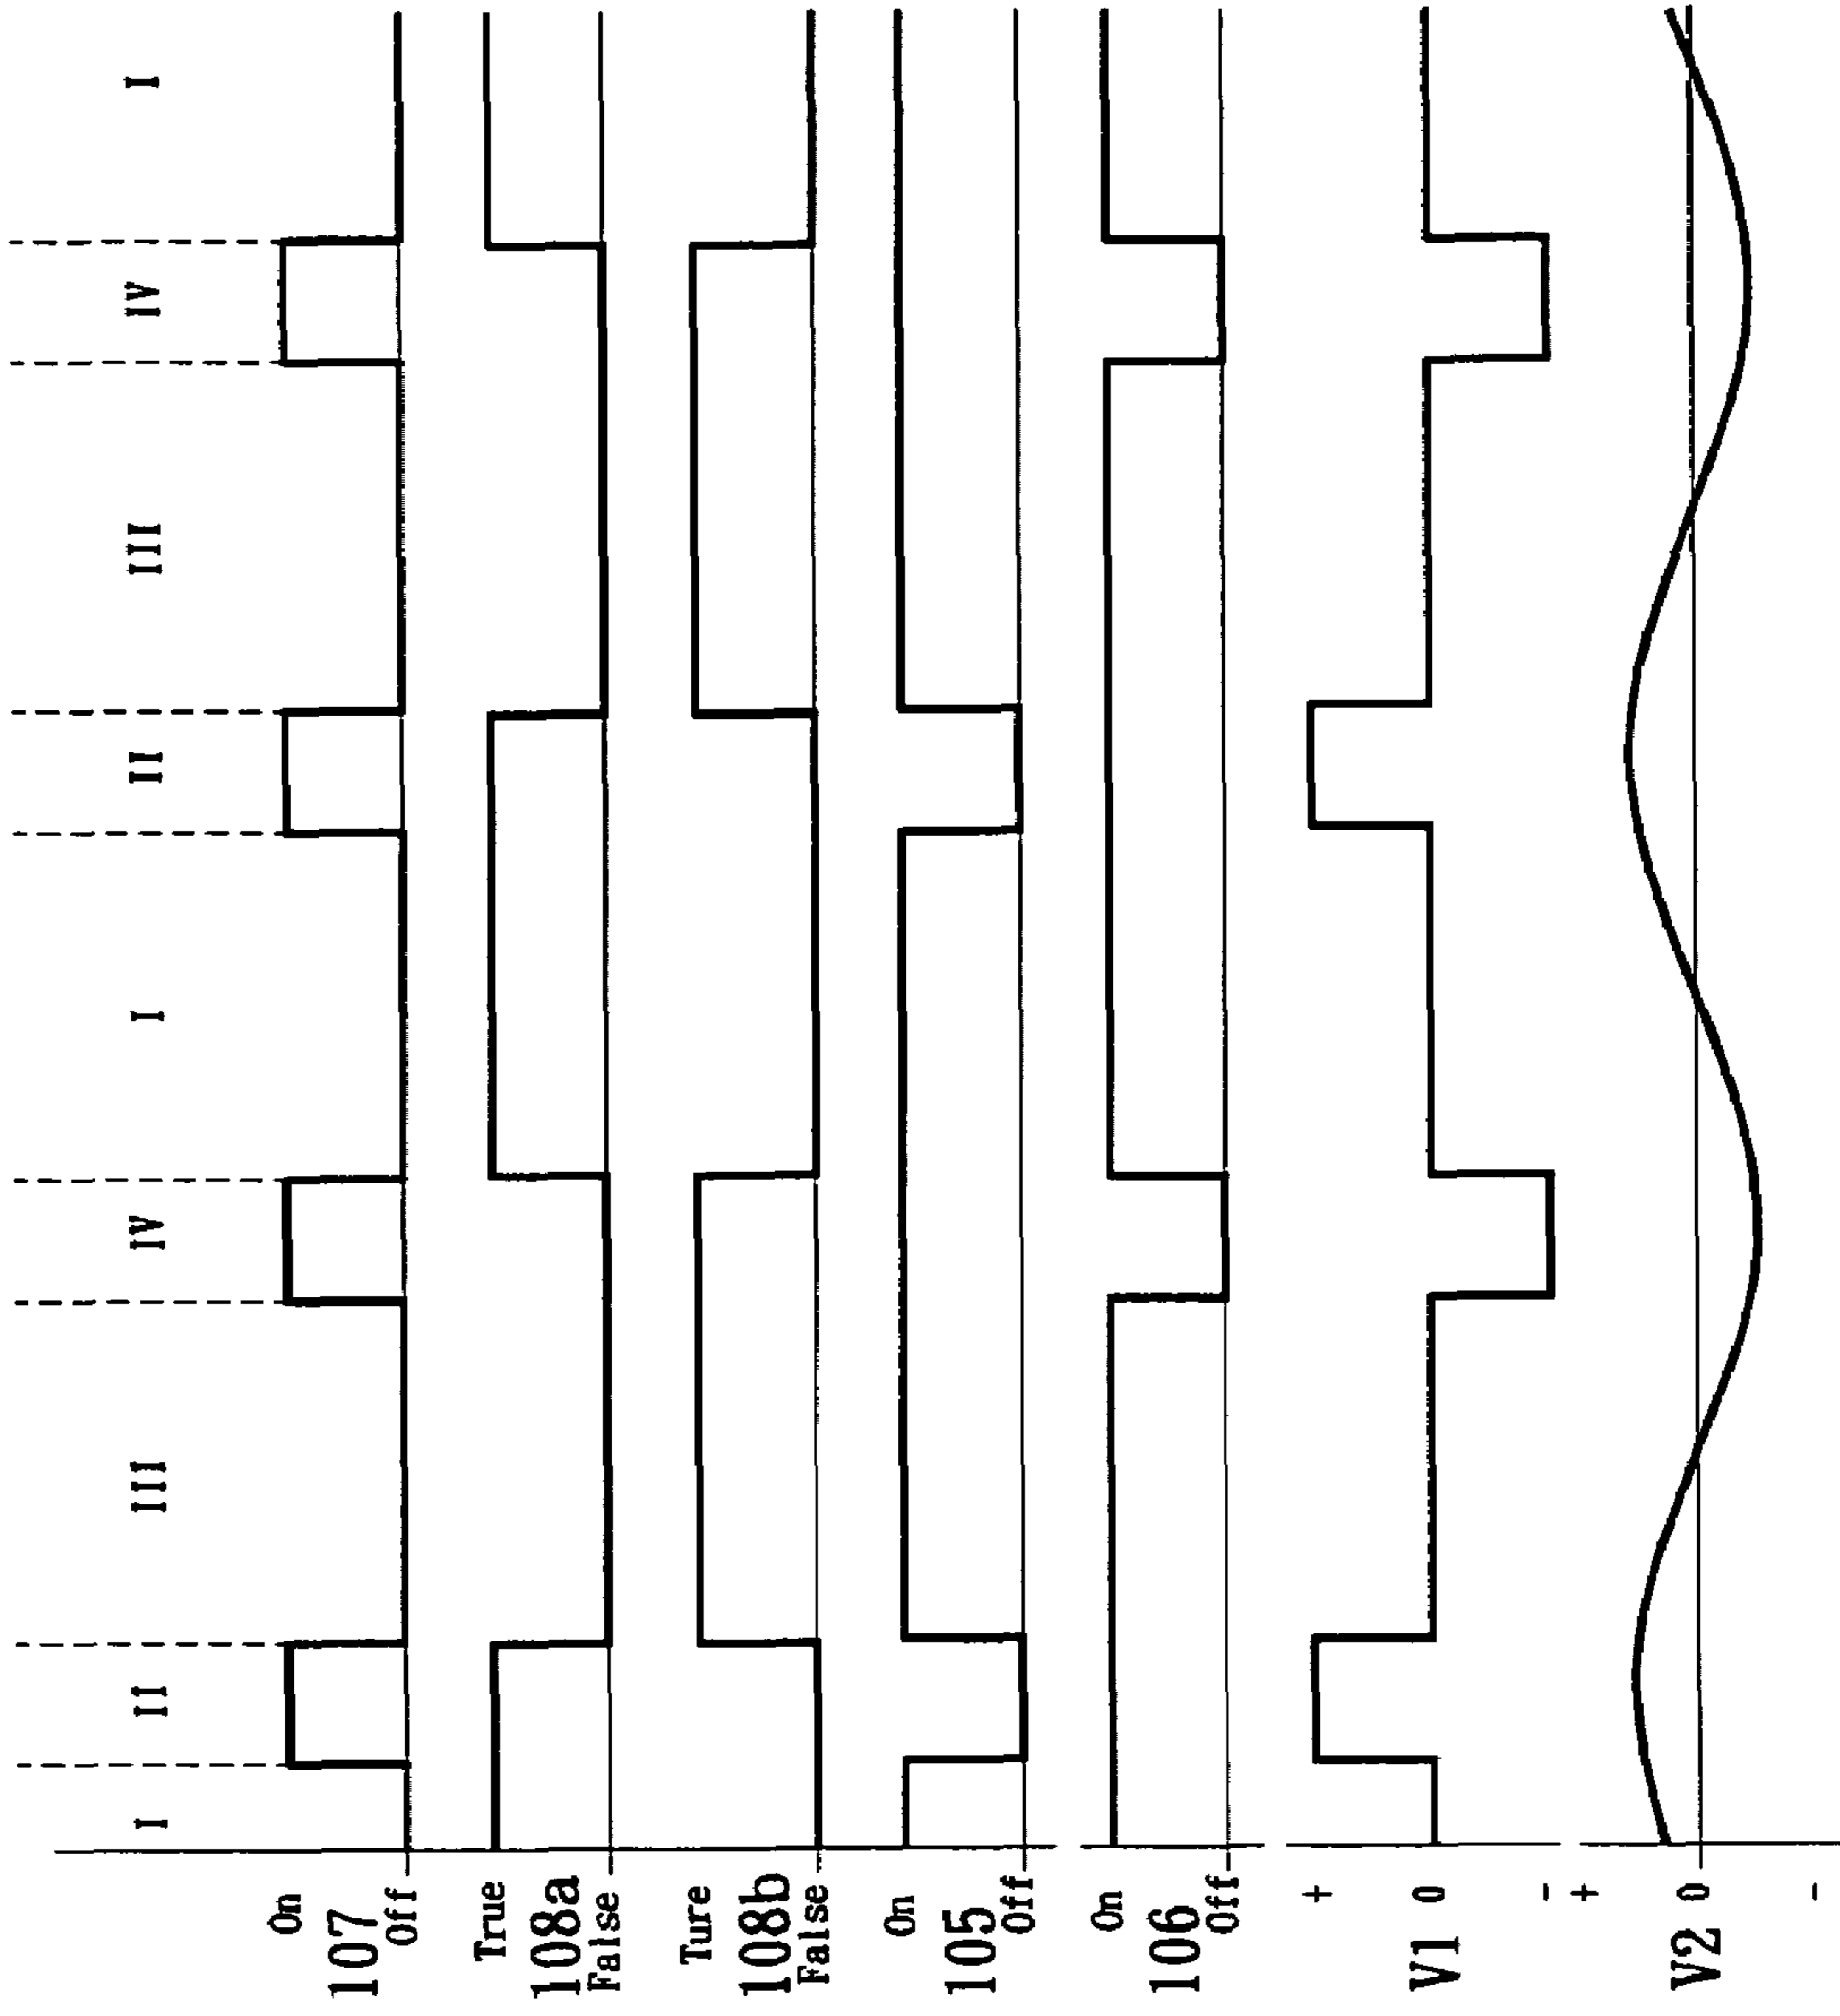 I II III IV I II III IV I
On
107
Off
True
108a
False
Ture
108b
False
On
105
Off
On
106
Off
+
V1 0
-
+
V2 0
-